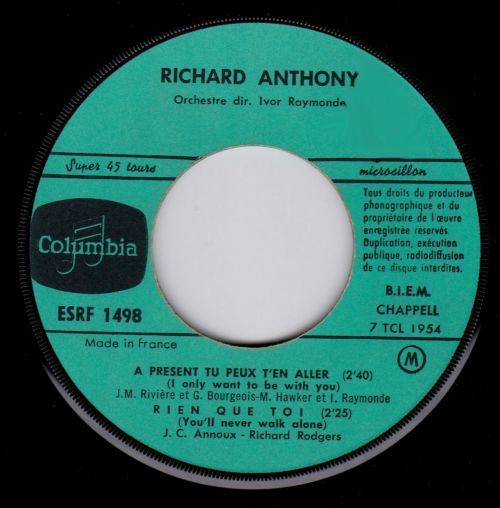 RICHARD ANTHONY
Orchestre dir. Ivor Raymonde
Super 45 tours
microsillon
Tous droits du producteur
phonographique et du
propriétaire de l'œuvre
enregistrée réservés.
Duplication, exécution
publique, radiodiffusion
de ce disque interdites.
Columbia
B.I.E.M.
ESRF 1498
CHAPPELL
7 TCL 1954
Made in France
M
A PRESENT TU PEUX T'EN ALLER (2'40)
(I only want to be with you)
J.M. Rivière et G. Bourgeois-M. Hawker et I. Raymonde
RIEN QUE TOI (2'25)
(You'll never walk alone)
J. C. Annoux - Richard Rodgers